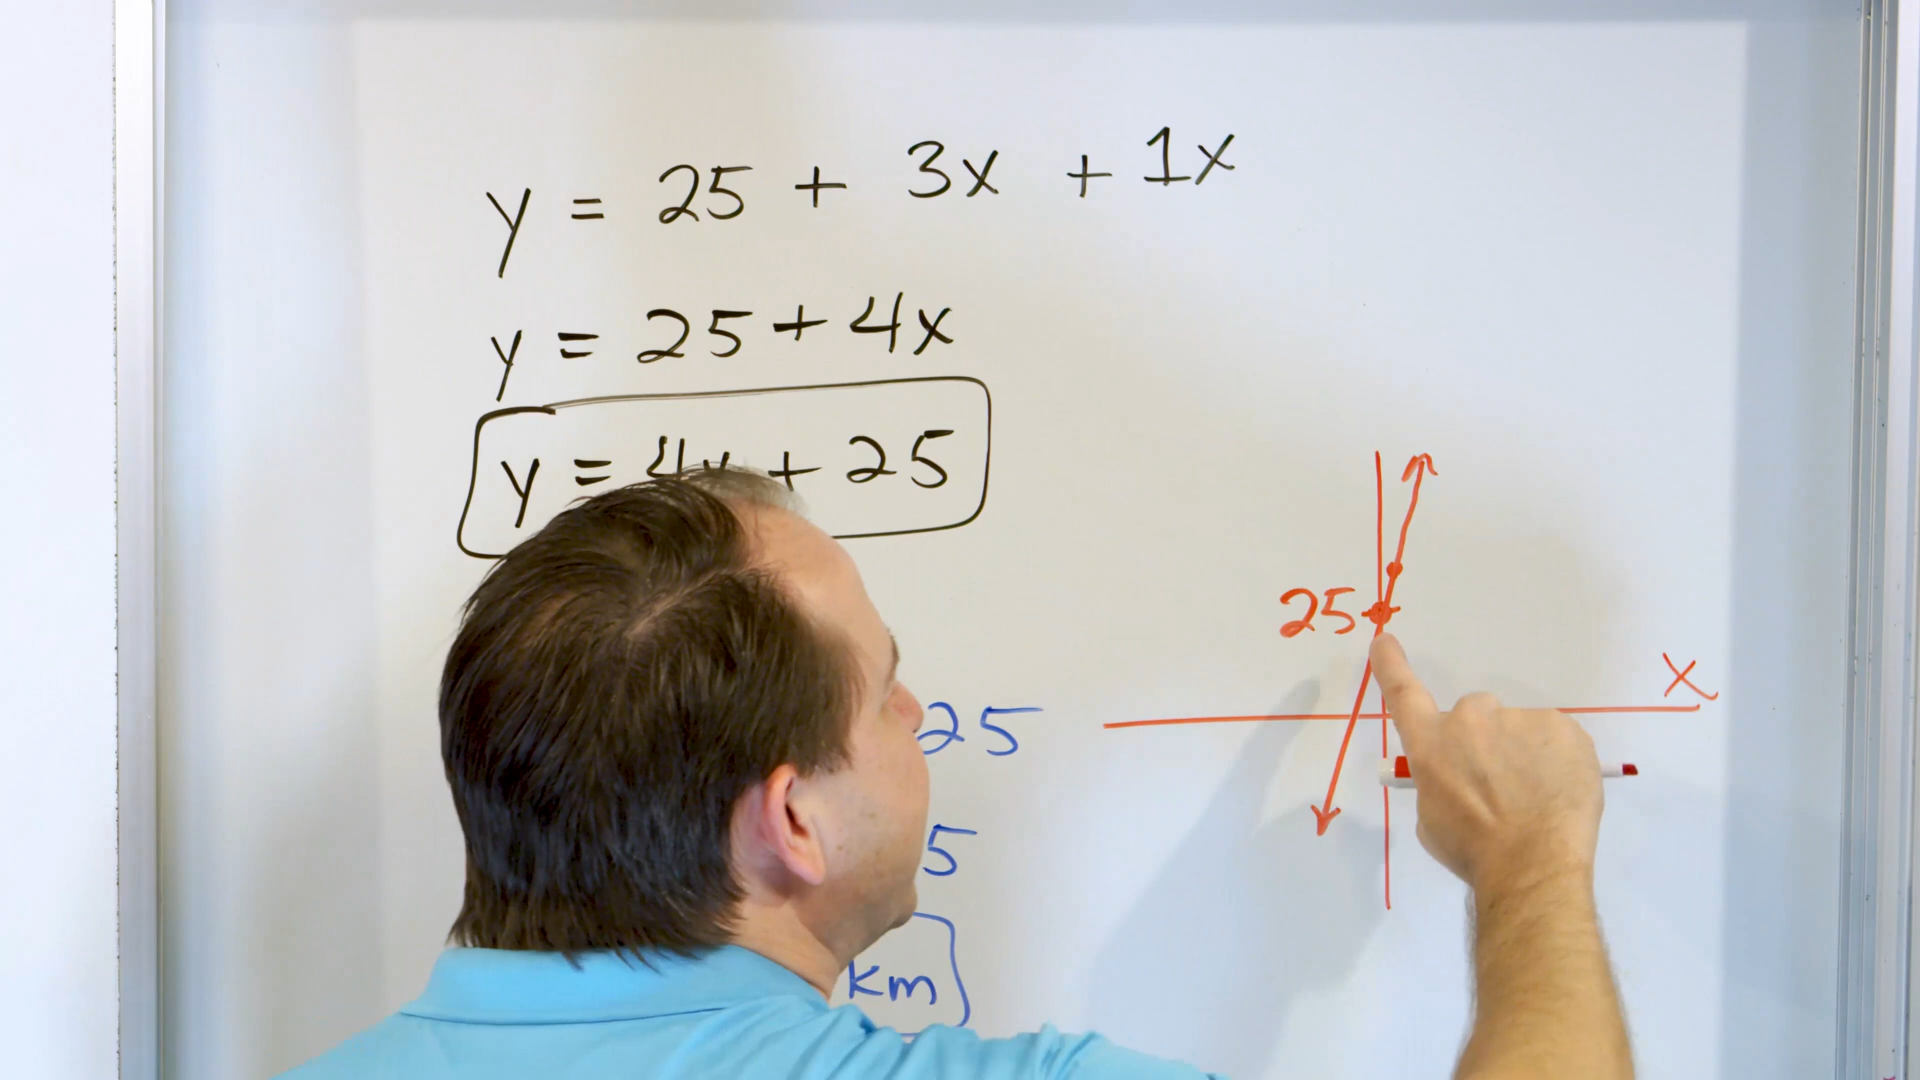 y = 25 + 3x + 1x
y = 25 + 4x
y = 4x + 25
25
x
25
5
km